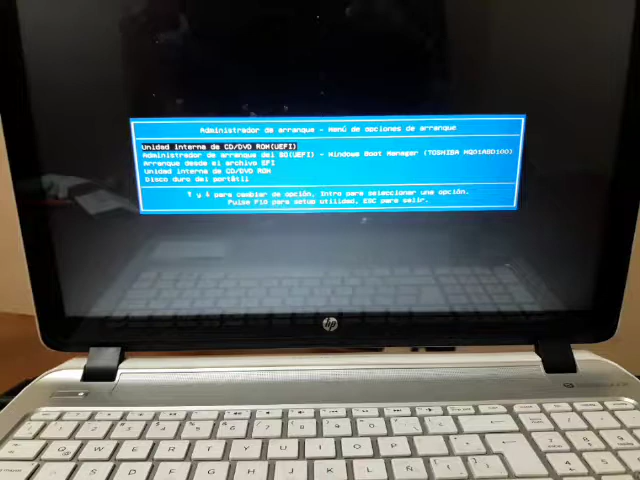 Administrador de arranque - Menú de opciones de arranque
Unidad interna de CD/DVD ROM(UEFI)
Administrador de arranque del SO(UEFI) - Windows Boot Manager (TOSHIBA MQ01ABD100)
Arranque desde el archivo EFI
Unidad interna de CD/DVD ROM
Disco duro del portátil
↑ y ↓ para cambiar de opción, Intro para seleccionar una opción.
Pulse F10 para setup utilidad, ESC para salir.
hp
Q W E R T Y U I O P
A S D F G H J K L Ñ